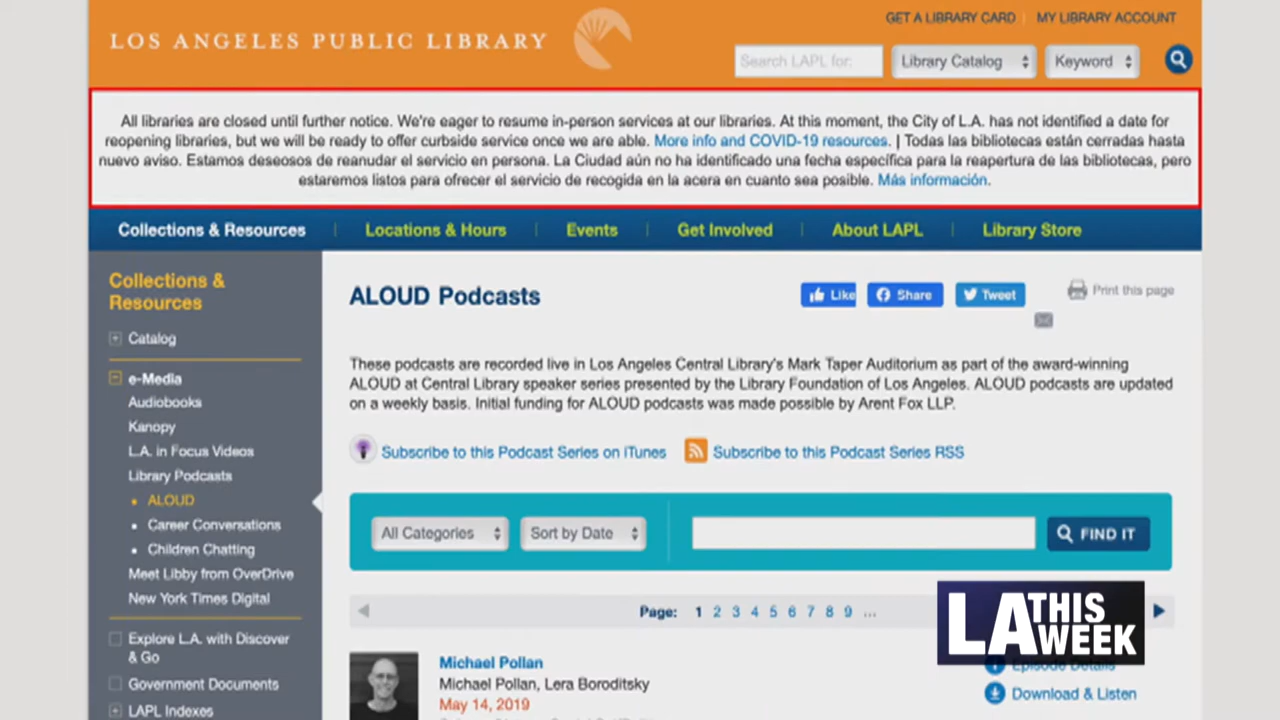 LOS ANGELES PUBLIC LIBRARY
GET A LIBRARY CARD | MY LIBRARY ACCOUNT
Search LAPL for:
Library Catalog
Keyword
All libraries are closed until further notice. We're eager to resume in-person services at our libraries. At this moment, the City of L.A. has not identified a date for
reopening libraries, but we will be ready to offer curbside service once we are able. More info and COVID-19 resources. | Todas las bibliotecas están cerradas hasta
nuevo aviso. Estamos deseosos de reanudar el servicio en persona. La Ciudad aún no ha identificado una fecha específica para la reapertura de las bibliotecas, pero
estaremos listos para ofrecer el servicio de recogida en la acera en cuanto sea posible. Más información.
Collections & Resources | Locations & Hours | Events | Get Involved | About LAPL | Library Store
Collections &
Resources
Catalog
e-Media
Audiobooks
Kanopy
L.A. in Focus Videos
Library Podcasts
• ALOUD
• Career Conversations
• Children Chatting
Meet Libby from OverDrive
New York Times Digital
Explore L.A. with Discover
& Go
Government Documents
LAPL Indexes
ALOUD Podcasts
Like
Share
Tweet
Print this page
These podcasts are recorded live in Los Angeles Central Library's Mark Taper Auditorium as part of the award-winning
ALOUD at Central Library speaker series presented by the Library Foundation of Los Angeles. ALOUD podcasts are updated
on a weekly basis. Initial funding for ALOUD podcasts was made possible by Arent Fox LLP.
Subscribe to this Podcast Series on iTunes
Subscribe to this Podcast Series RSS
All Categories
Sort by Date
FIND IT
Page: 1 2 3 4 5 6 7 8 9 ...
Michael Pollan
Michael Pollan, Lera Boroditsky
May 14, 2019
Episode Details
Download & Listen
LA THIS
WEEK